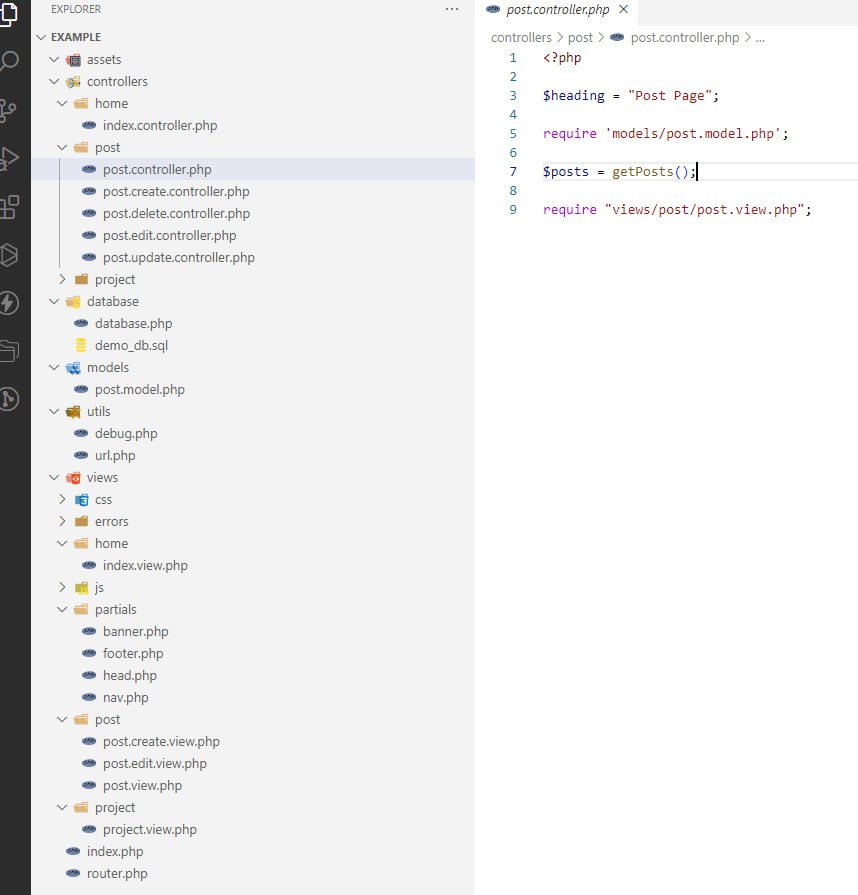 EXPLORER
EXAMPLE
assets
controllers
home
index.controller.php
post
post.controller.php
post.create.controller.php
post.delete.controller.php
post.edit.controller.php
post.update.controller.php
project
database
database.php
demo_db.sql
models
post.model.php
utils
debug.php
url.php
views
css
errors
home
index.view.php
js
partials
banner.php
footer.php
head.php
nav.php
post
post.create.view.php
post.edit.view.php
post.view.php
project
project.view.php
index.php
router.php
post.controller.php
controllers > post > post.controller.php > ...
1 <?php
2
3 $heading = "Post Page";
4
5 require 'models/post.model.php';
6
7 $posts = getPosts();
8
9 require "views/post/post.view.php";